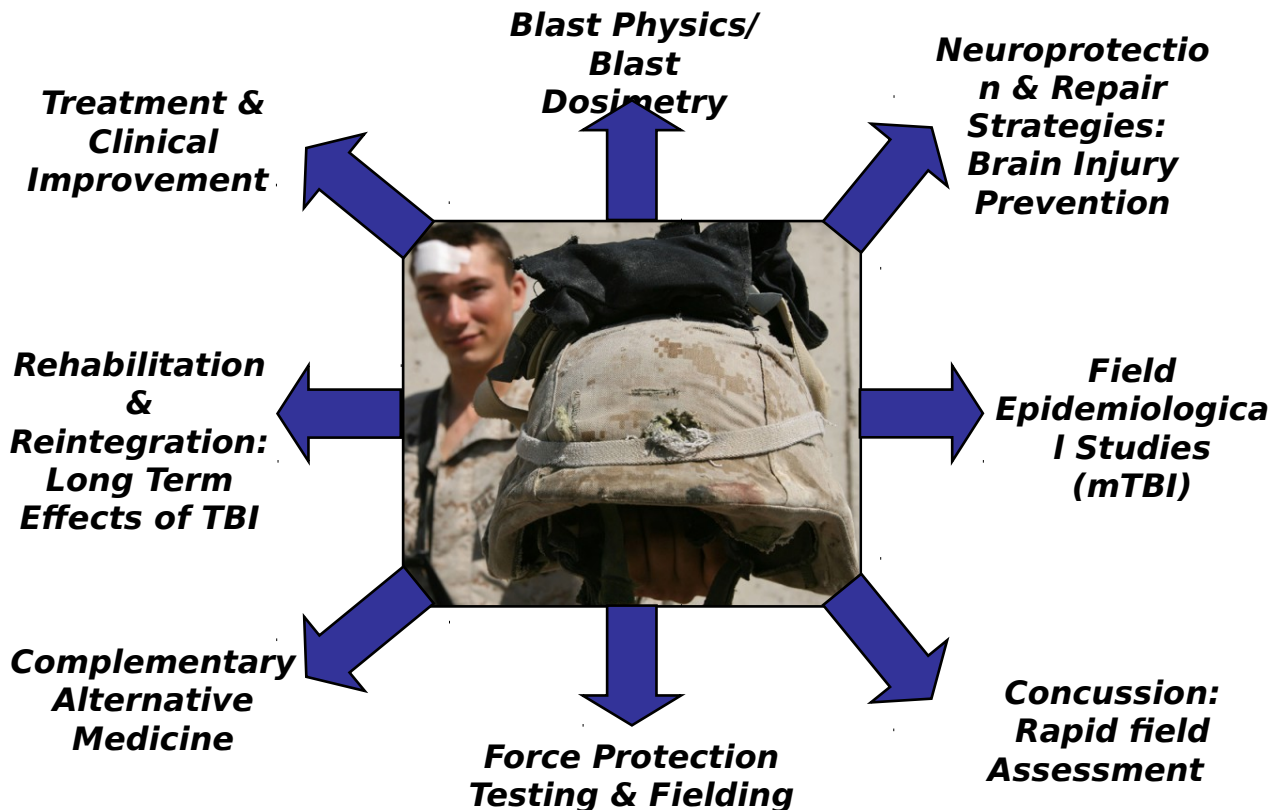 Blast Physics/
Blast
Dosimetry
Neuroprotectio
n & Repair
Strategies:
Brain Injury
Prevention
Treatment &
Clinical
Improvement
Rehabilitation
&
Reintegration:
Long Term
Effects of TBI
Field
Epidemiologica
l Studies
(mTBI)
Complementary
Alternative
Medicine
Concussion:
Rapid field
Assessment
Force Protection
Testing & Fielding